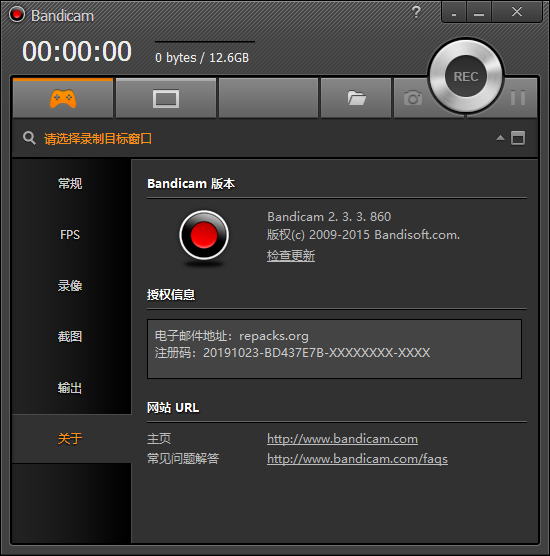 Bandicam
?
00:00:00
0 bytes / 12.6GB
REC
请选择录制目标窗口
常规
FPS
录像
截图
输出
关于
Bandicam 版本
Bandicam 2. 3. 3. 860
版权(c) 2009-2015 Bandisoft.com.
检查更新
授权信息
电子邮件地址：repacks.org
注册码：20191023-BD437E7B-XXXXXXXX-XXXX
网站 URL
主页 http://www.bandicam.com
常见问题解答 http://www.bandicam.com/faqs